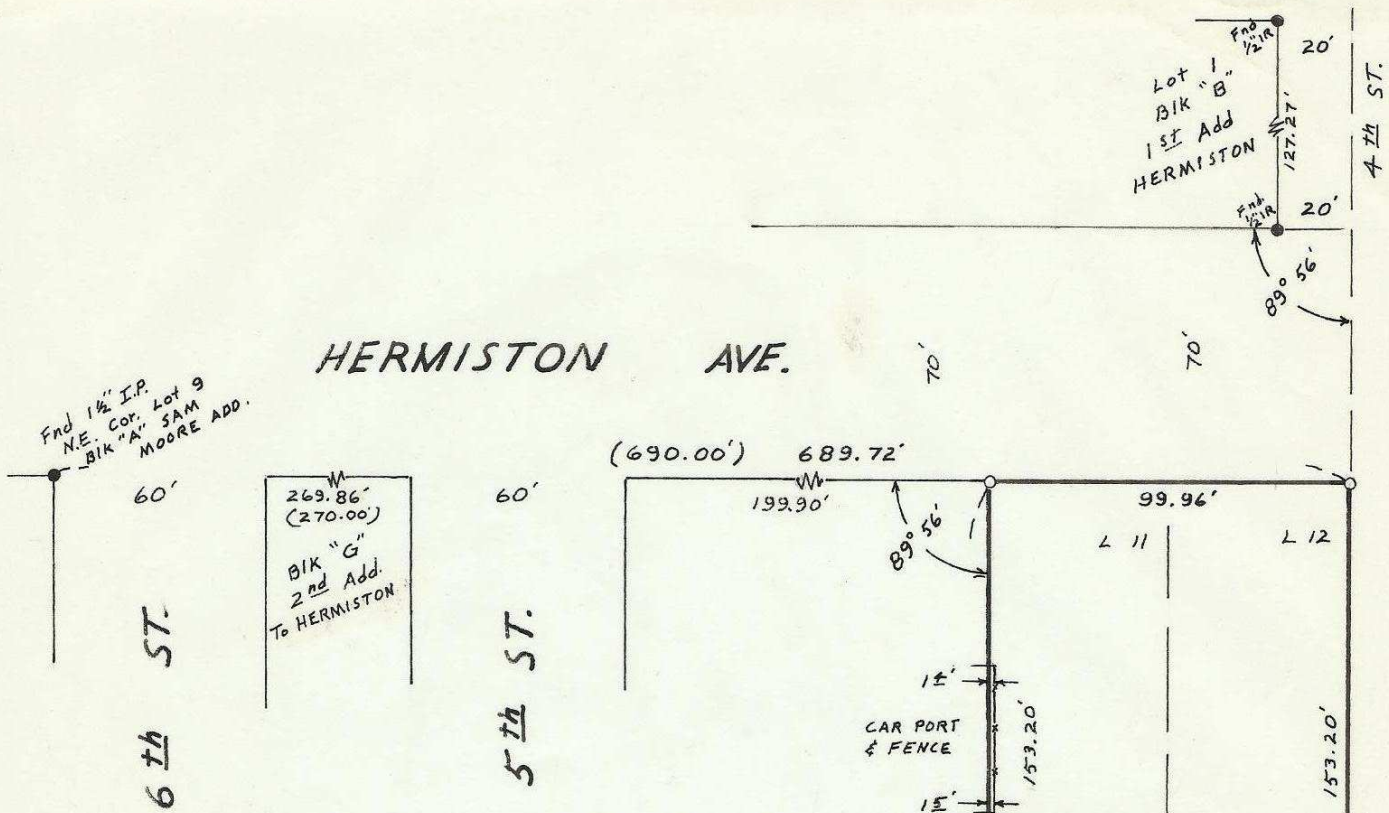 Fnd
1/2" IR
20'
Lot 1
Blk "B"
1st Add
HERMISTON
127.27'
4th ST.
Fnd
1/2" IR
20'
89° 56'
HERMISTON AVE.
70'
70'
Fnd 1½" I.P.
N.E. Cor. Lot 9
Blk "A" SAM
MOORE ADD.
(690.00') 689.72'
60'
269.86'
(270.00')
60'
199.90'
99.96'
Blk "G"
2nd Add.
To HERMISTON
89° 56'
L 11
L 12
6th ST.
5th ST.
CAR PORT
& FENCE
153.20'
153.20'